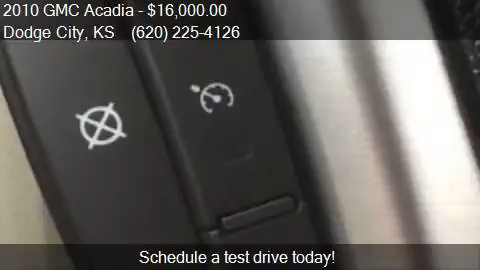 2010 GMC Acadia - $16,000.00
Dodge City, KS (620) 225-4126
Schedule a test drive today!